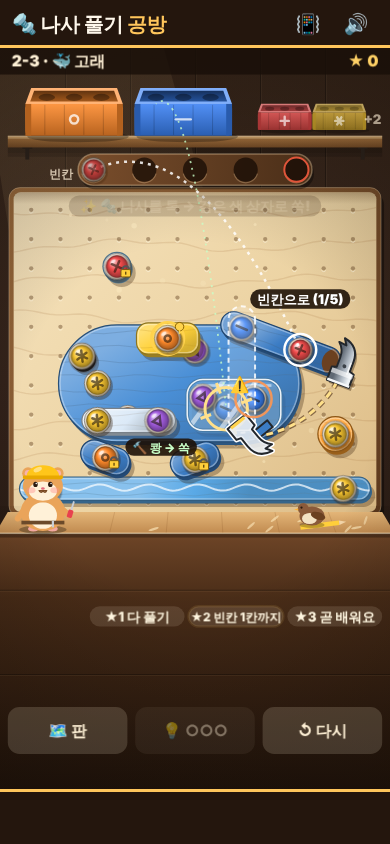 나사 풀기 공방
2-3 · 고래
★ 0
+2
빈칸
빈칸으로 (1/5)
쾅 → 쏙
★1 다 풀기
★2 빈칸 1칸까지
★3 곧 배워요
판
다시